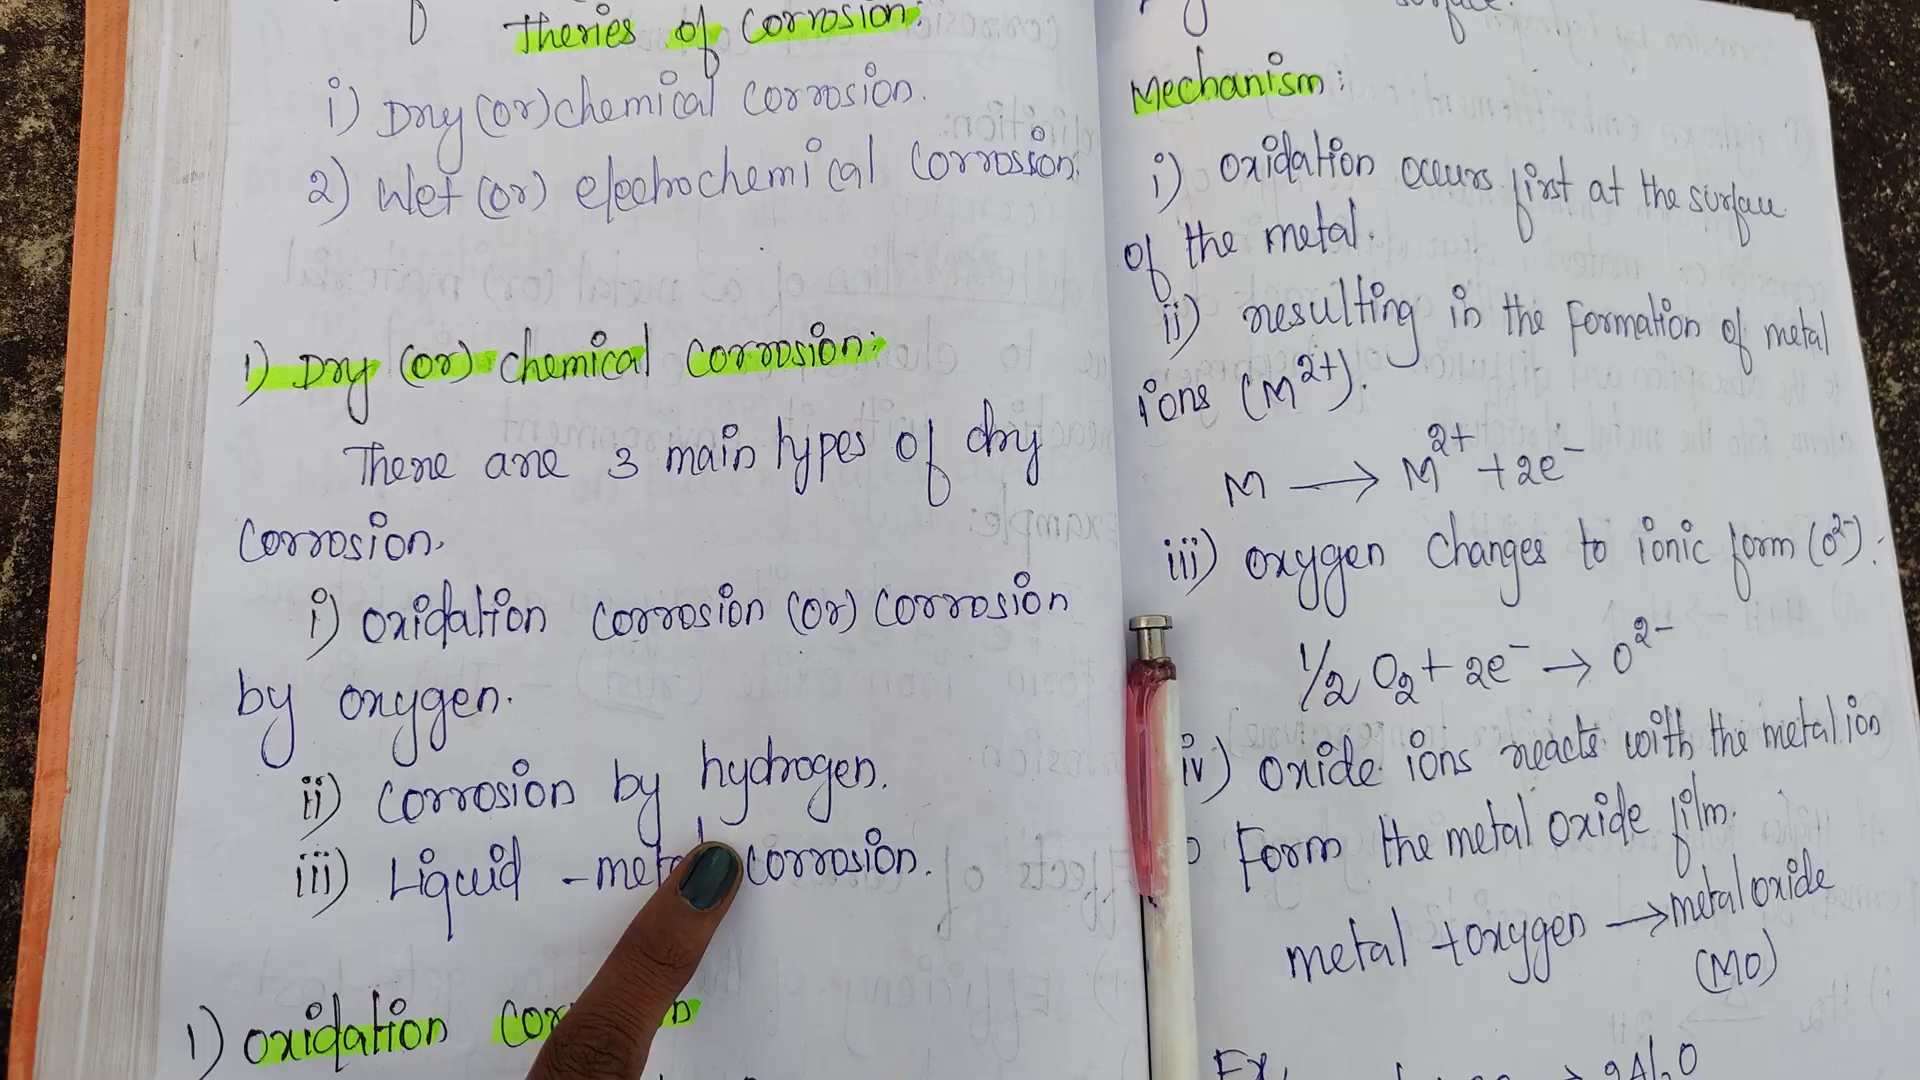 Theries of Corrosion:
i) Dry (or) chemical corrosion.
2) Wet (or) electrochemical Corrossion.
1) Dry (or) chemical corrosion:
There are 3 main types of dry
corrosion.
i) oxidation corrosion (or) corrosion
by oxygen.
ii) corrosion by hydrogen.
iii) Liquid - metal corrosion.
1) oxidation
surface.
Mechanism:
i) oxidation occurs first at the surface
of the metal.
ii) resulting in the formation of metal
ions (M²⁺).
M → M²⁺ + 2e⁻
iii) oxygen changes to ionic form (O²⁻).
1/2 O₂ + 2e⁻ → O²⁻
iv) oxide ions reacts with the metal ion
Form the metal oxide film.
metal + oxygen → metal oxide
(MO)
Ex,